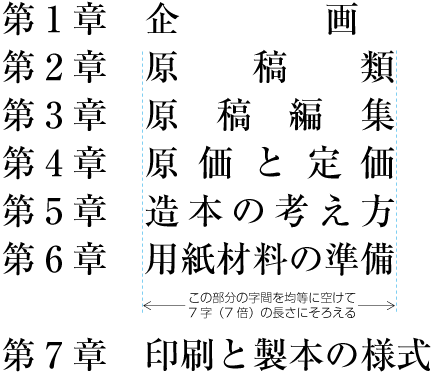 第1章 企画
第2章 原稿類
第3章 原稿編集
第4章 原価と定価
第5章 造本の考え方
第6章 用紙材料の準備
この部分の字間を均等に空けて
7字（7倍）の長さにそろえる
第7章 印刷と製本の様式